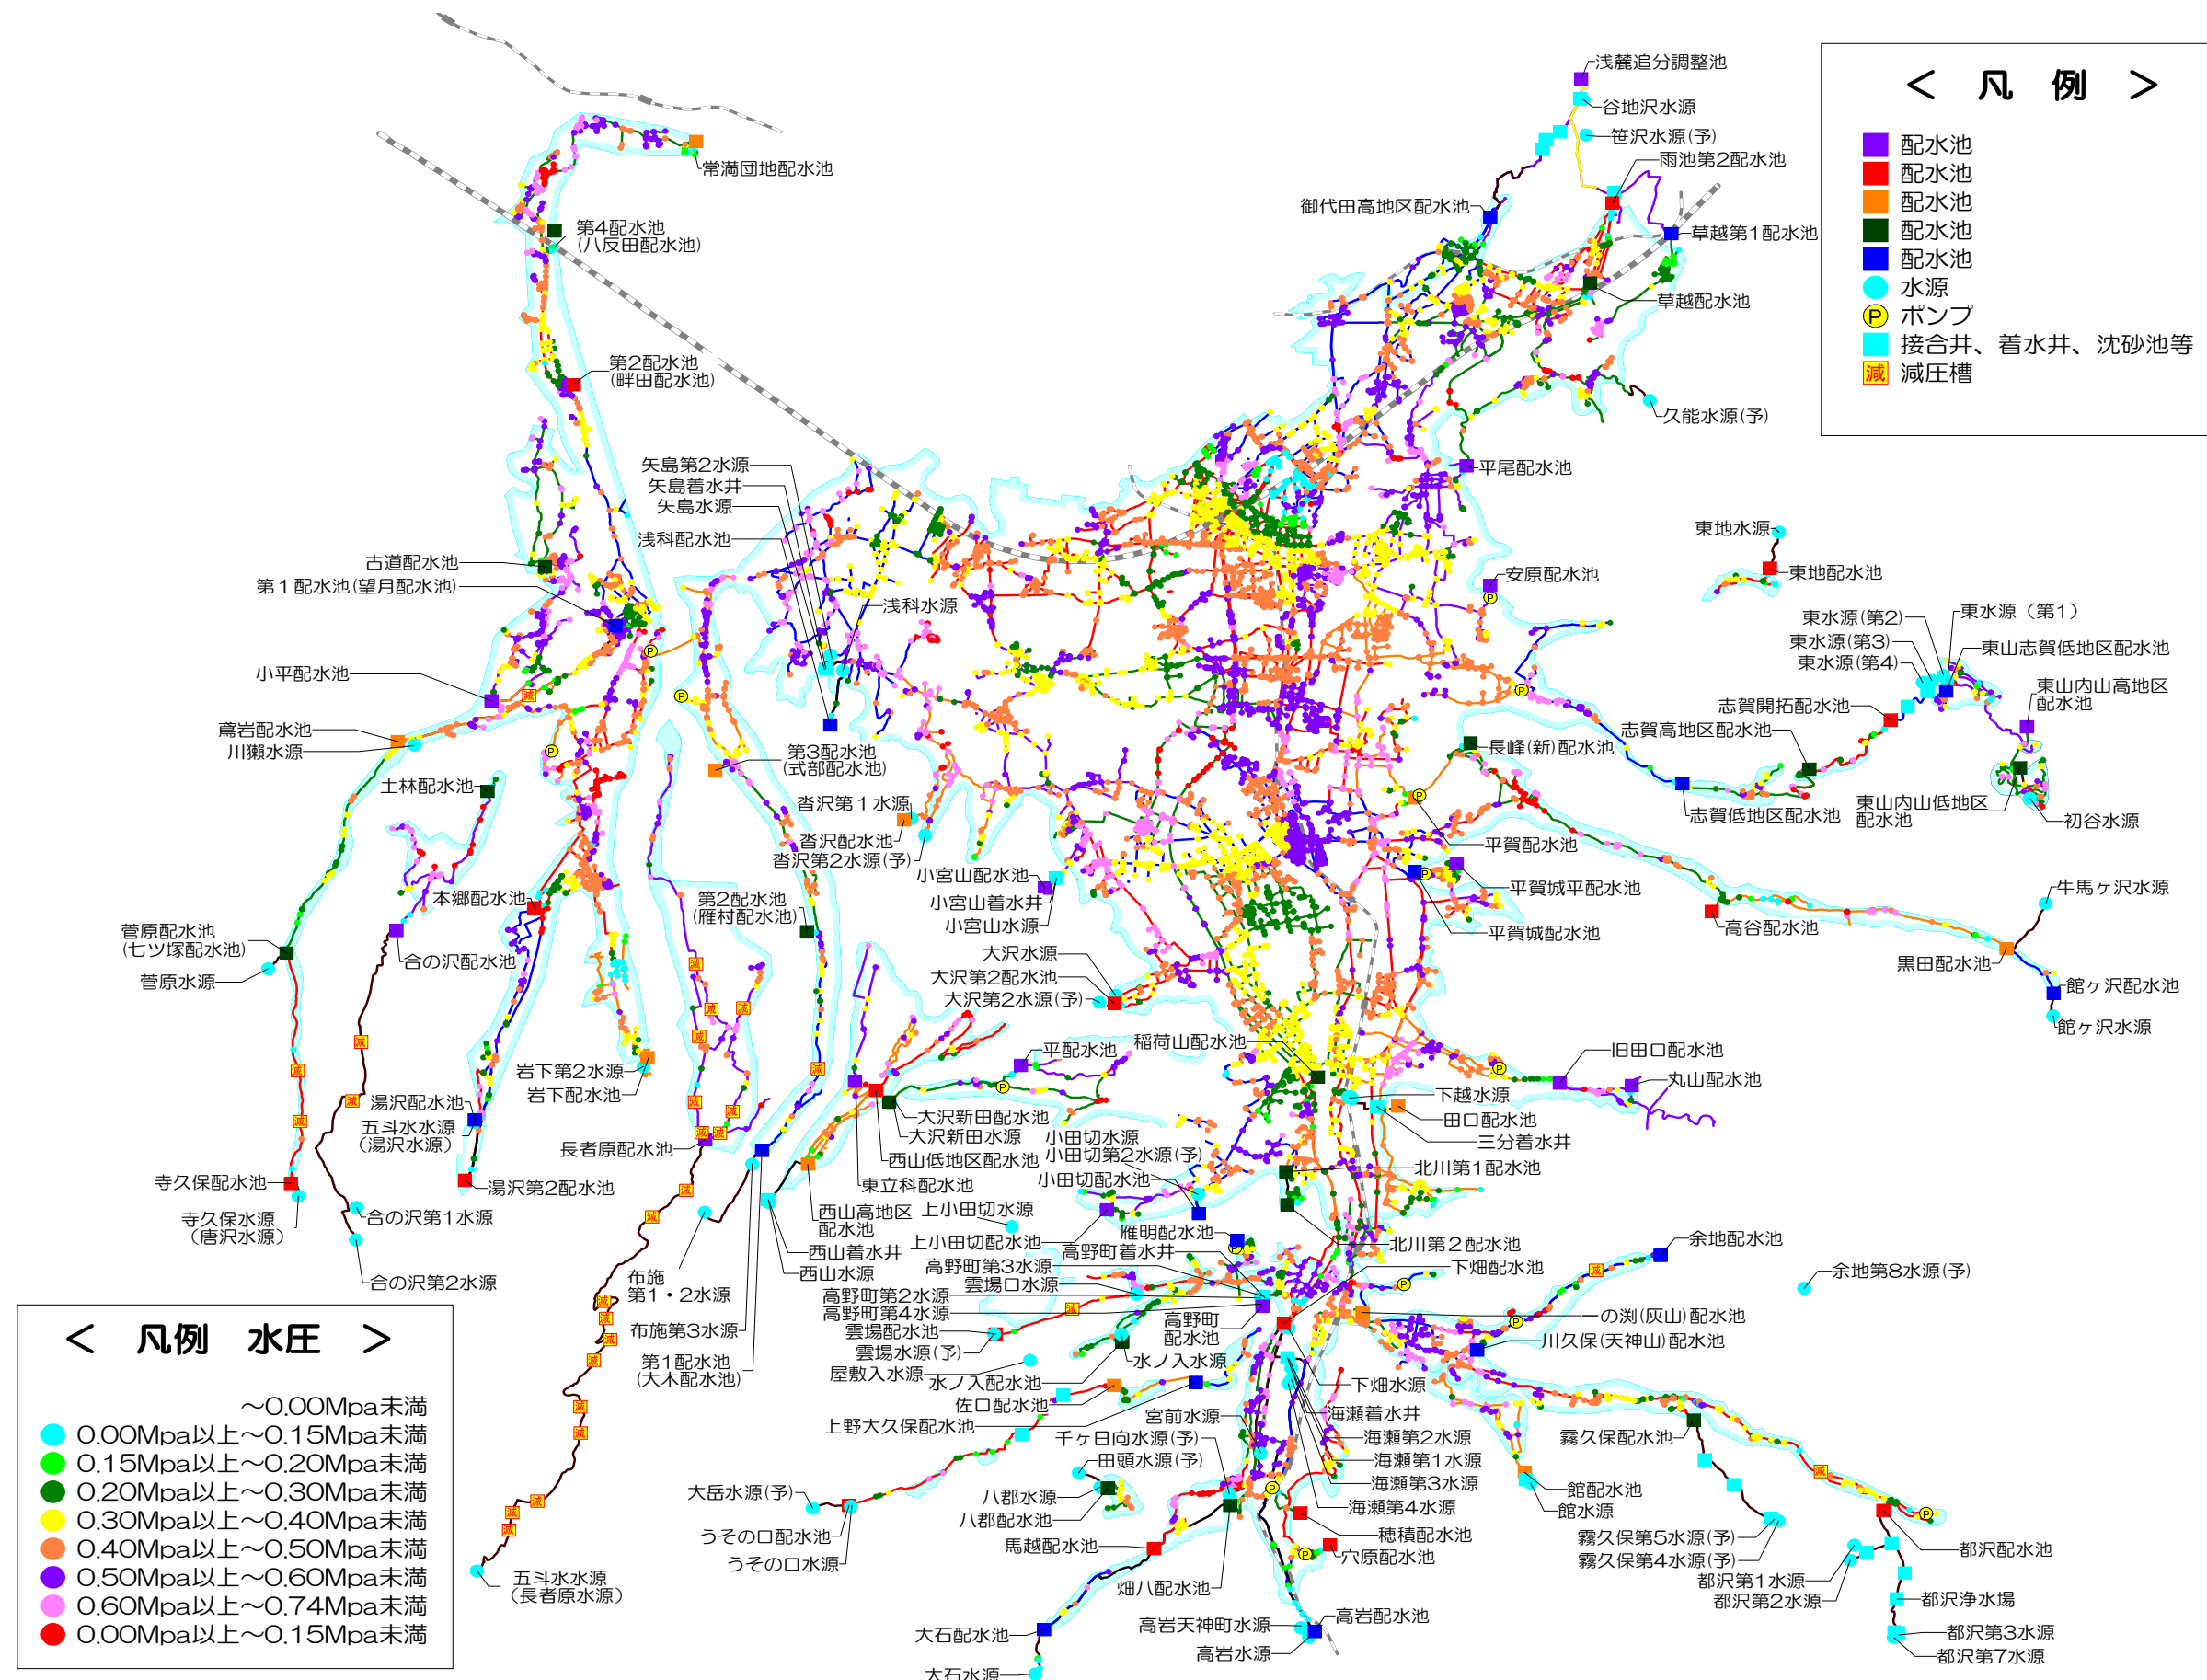 浅麓追分調整池
谷地沢水源
笹沢水源(予)
雨池第2配水池
御代田高地区配水池
草越第1配水池
草越配水池
久能水源(予)
平尾配水池
＜ 凡 例 ＞
配水池
配水池
配水池
配水池
配水池
水源
P ポンプ
接合井、着水井、沈砂池等
減 減圧槽
常満団地配水池
第4配水池
(八反田配水池)
第2配水池
(畔田配水池)
矢島第2水源
矢島着水井
矢島水源
浅科配水池
浅科水源
古道配水池
第1配水池(望月配水池)
小平配水池
鳶岩配水池
川獺水源
土林配水池
第3配水池
(式部配水池)
沓沢第1水源
沓沢配水池
沓沢第2水源(予)
安原配水池
東地水源
東地配水池
東水源(第2)
東水源（第1）
東水源(第3)
東山志賀低地区配水池
東水源(第4)
東山内山高地区
配水池
志賀開拓配水池
志賀高地区配水池
長峰(新)配水池
志賀低地区配水池
東山内山低地区
配水池
初谷水源
平賀配水池
平賀城平配水池
平賀城配水池
高谷配水池
牛馬ヶ沢水源
黒田配水池
館ヶ沢配水池
館ヶ沢水源
小宮山配水池
小宮山着水井
小宮山水源
大沢水源
大沢第2配水池
大沢第2水源(予)
本郷配水池
第2配水池
(雁村配水池)
菅原配水池
(七ツ塚配水池)
菅原水源
合の沢配水池
岩下第2水源
岩下配水池
湯沢配水池
五斗水水源
（湯沢水源）
湯沢第2配水池
長者原配水池
寺久保配水池
寺久保水源
（唐沢水源）
合の沢第1水源
合の沢第2水源
平配水池
稲荷山配水池
旧田口配水池
丸山配水池
下越水源
田口配水池
三分着水井
大沢新田配水池
大沢新田水源
西山低地区配水池
東立科配水池
西山高地区
配水池
西山着水井
西山水源
布施
第1・2水源
布施第3水源
第1配水池
(大木配水池)
小田切水源
小田切第2水源(予)
小田切配水池
上小田切水源
上小田切配水池
北川第1配水池
北川第2配水池
雁明配水池
高野町着水井
高野町第3水源
雲場口水源
高野町第2水源
高野町第4水源
雲場配水池
雲場水源(予)
高野町
配水池
下畑配水池
余地配水池
余地第8水源(予)
一の渕(灰山)配水池
川久保(天神山)配水池
屋敷入水源
水ノ入水源
水ノ入配水池
佐口配水池
上野大久保配水池
下畑水源
海瀬着水井
海瀬第2水源
海瀬第1水源
海瀬第3水源
海瀬第4水源
宮前水源
千ヶ日向水源(予)
田頭水源(予)
八郡水源
八郡配水池
大岳水源(予)
うそのロ配水池
うそのロ水源
馬越配水池
畑八配水池
穂積配水池
穴原配水池
霧久保配水池
館配水池
館水源
霧久保第5水源(予)
霧久保第4水源(予)
都沢配水池
都沢第1水源
都沢第2水源
都沢浄水場
都沢第3水源
都沢第7水源
高岩天神町水源
高岩配水池
高岩水源
大石配水池
大石水源
五斗水水源
（長者原水源）
＜ 凡例 水圧 ＞
～0.00Mpa未満
0.00Mpa以上～0.15Mpa未満
0.15Mpa以上～0.20Mpa未満
0.20Mpa以上～0.30Mpa未満
0.30Mpa以上～0.40Mpa未満
0.40Mpa以上～0.50Mpa未満
0.50Mpa以上～0.60Mpa未満
0.60Mpa以上～0.74Mpa未満
0.00Mpa以上～0.15Mpa未満